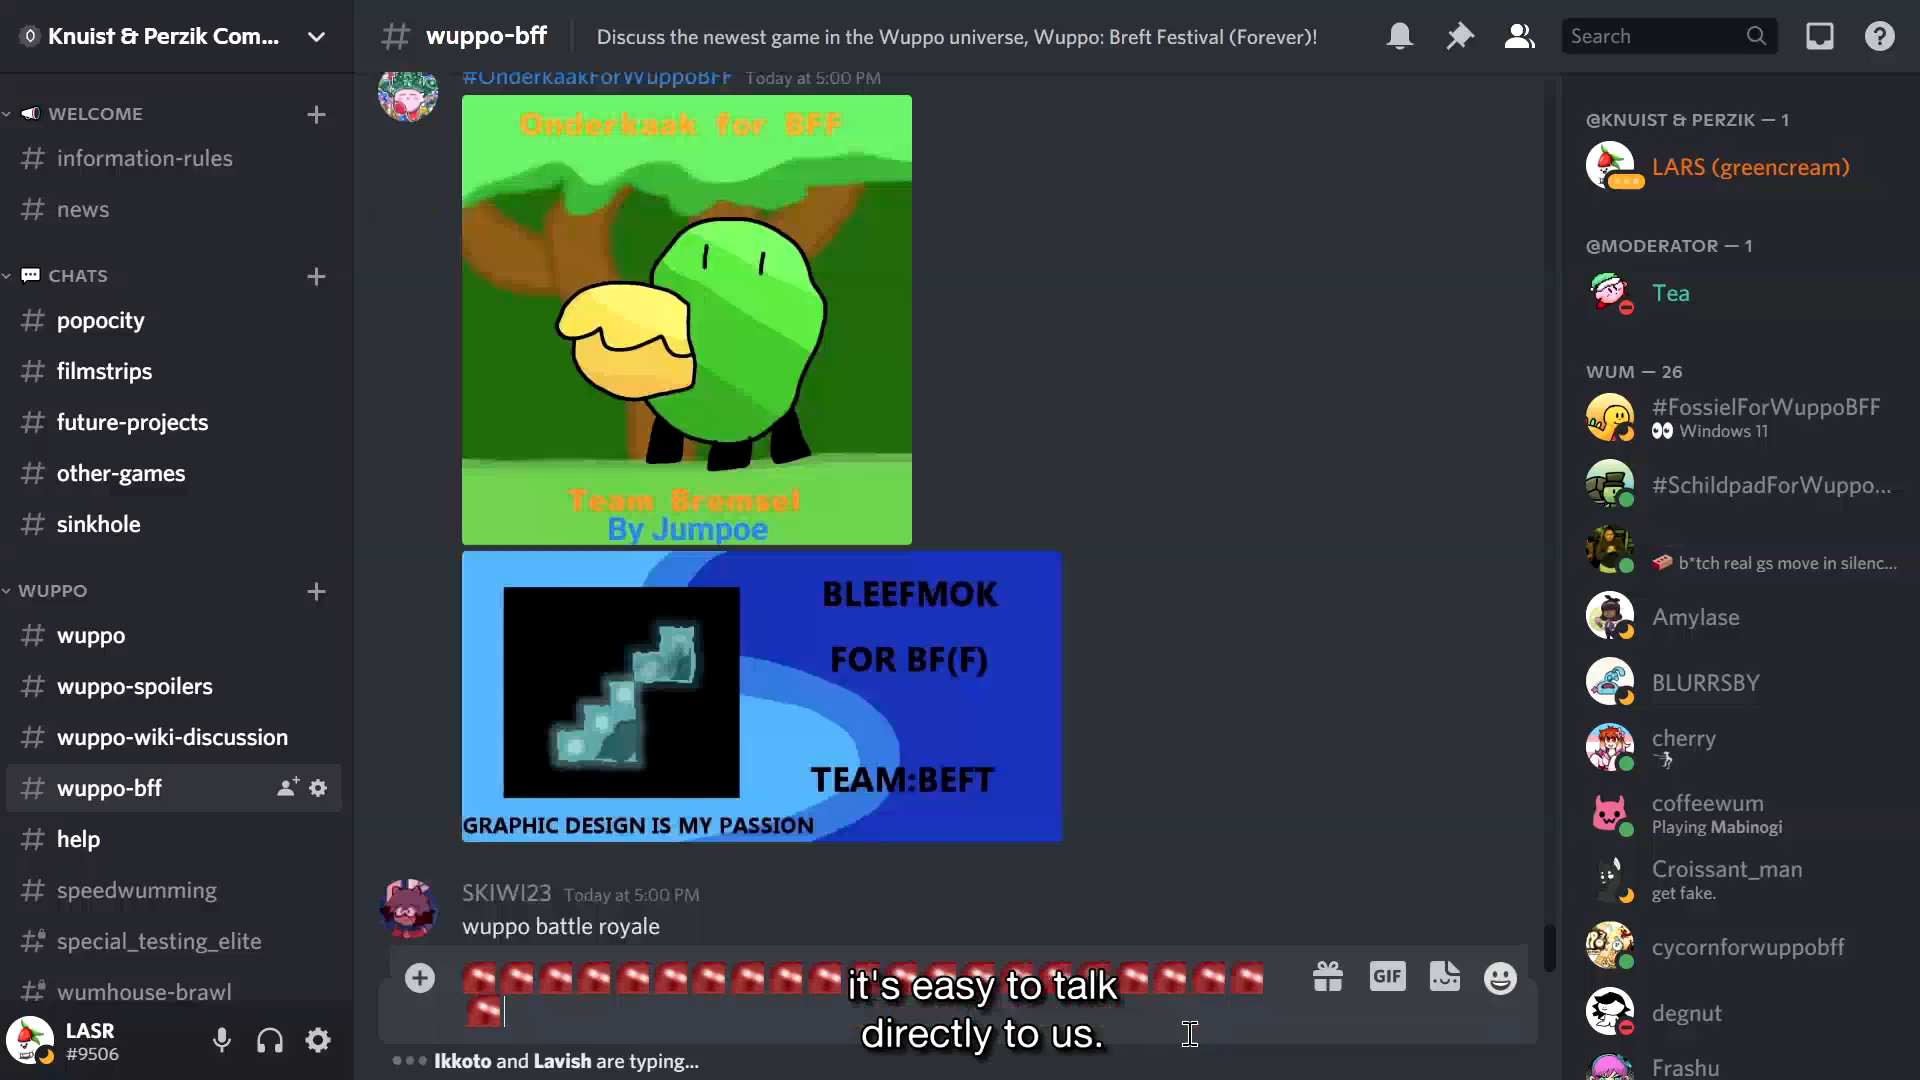 Knuist & Perzik Com...
wuppo-bff
Discuss the newest game in the Wuppo universe, Wuppo: Breft Festival (Forever)!
Search
WELCOME
# information-rules
# news
CHATS
# popocity
# filmstrips
# future-projects
# other-games
# sinkhole
WUPPO
# wuppo
# wuppo-spoilers
# wuppo-wiki-discussion
# wuppo-bff
# help
# speedwumming
# special_testing_elite
# wumhouse-brawl
LASR
#9506
#OnderkaakForWuppoBFF Today at 5:00 PM
Onderkaak for BFF
Team Bremsel
By Jumpoe
BLEEFMOK
FOR BF(F)
TEAM:BEFT
GRAPHIC DESIGN IS MY PASSION
SKIWI23 Today at 5:00 PM
wuppo battle royale
GIF
it's easy to talk
directly to us.
Ikkoto and Lavish are typing...
@KNUIST & PERZIK — 1
LARS (greencream)
@MODERATOR — 1
Tea
WUM — 26
#FossielForWuppoBFF
Windows 11
#SchildpadForWuppo...
b*tch real gs move in silenc...
Amylase
BLURRSBY
cherry
coffeewum
Playing Mabinogi
Croissant_man
get fake.
cycornforwuppobff
degnut
Frashu